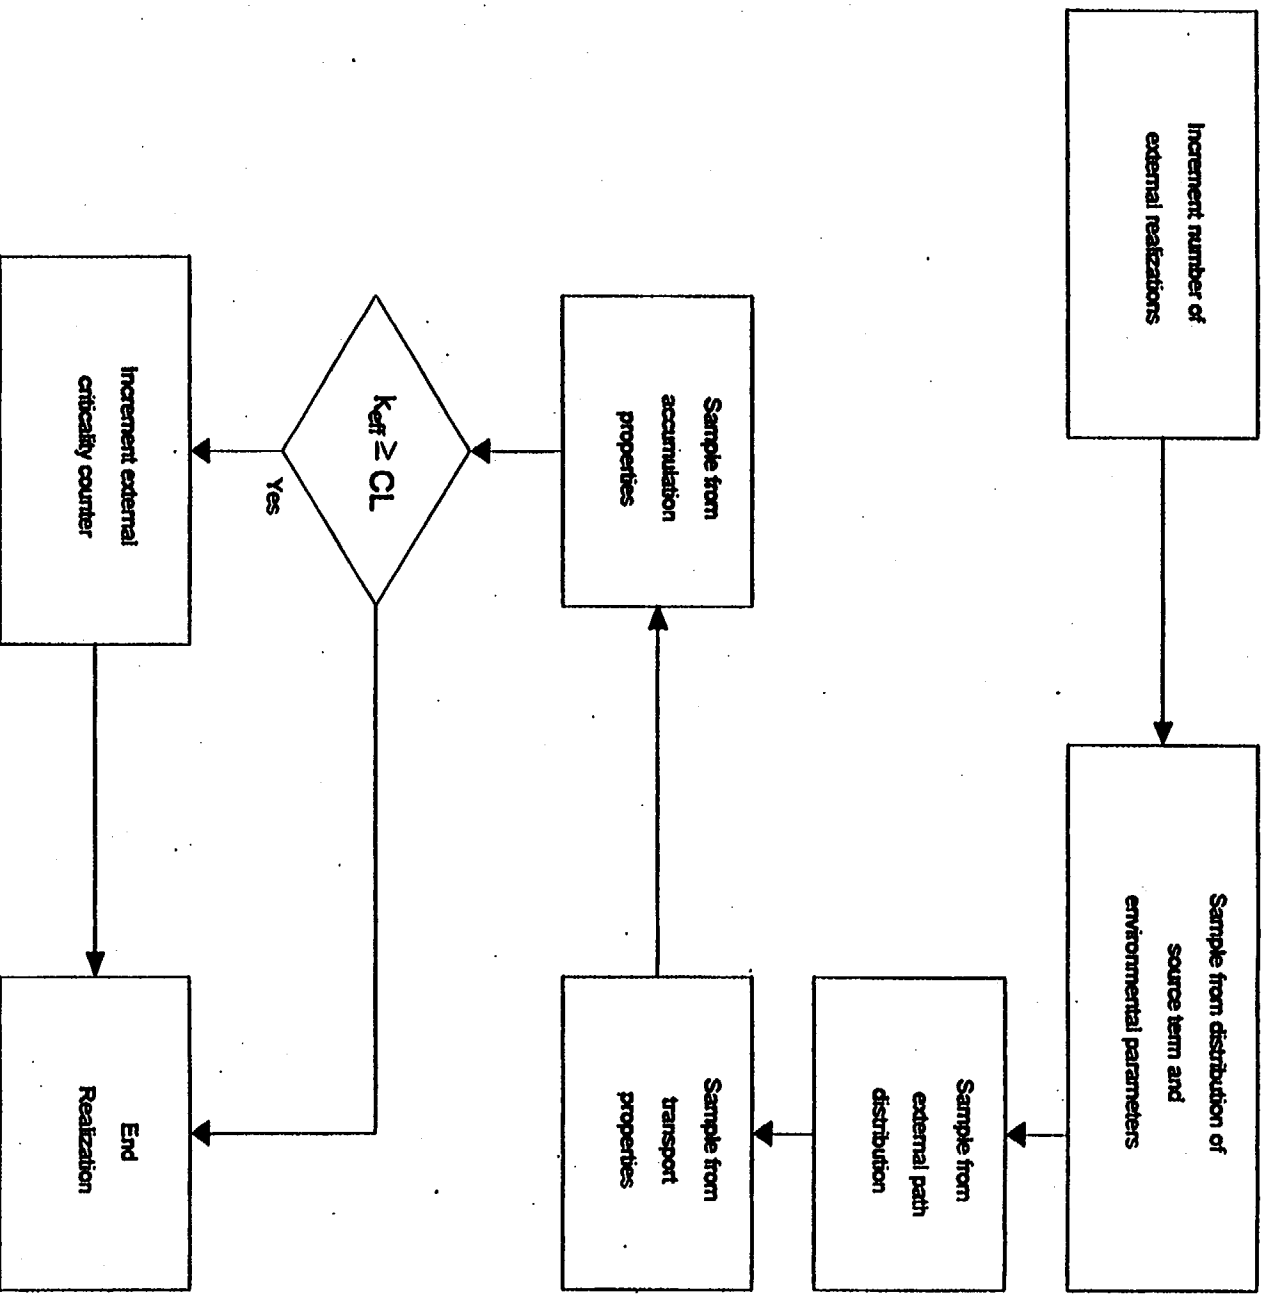 Increment number of
external realizations
Sample from distribution of
source term and
environmental parameters
Sample from
external path
distribution
Sample from
transport
properties
Sample from
accumulation
properties
keff ≥ CL
Yes
Increment external
criticality counter
End
Realization